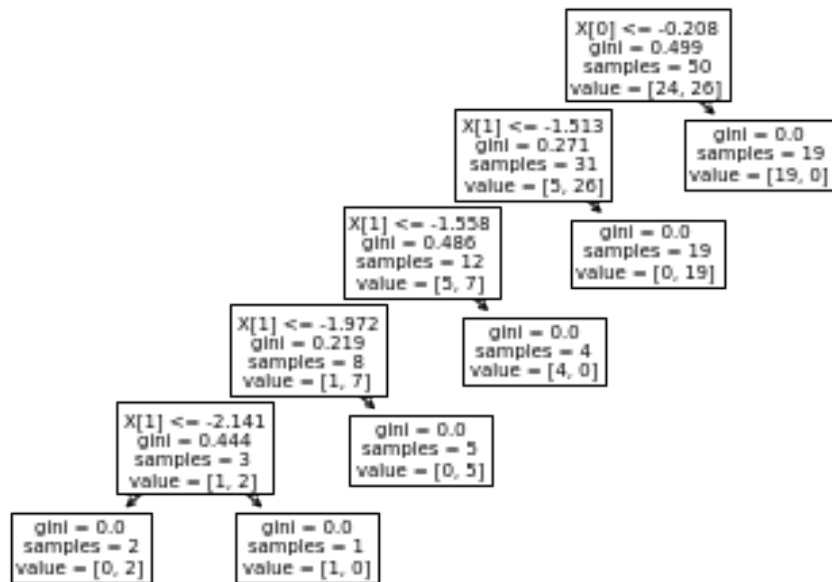 X[0] <= -0.208
gini = 0.499
samples = 50
value = [24, 26]
X[1] <= -1.513
gini = 0.271
samples = 31
value = [5, 26]
gini = 0.0
samples = 19
value = [19, 0]
X[1] <= -1.558
gini = 0.486
samples = 12
value = [5, 7]
gini = 0.0
samples = 19
value = [0, 19]
X[1] <= -1.972
gini = 0.219
samples = 8
value = [1, 7]
gini = 0.0
samples = 4
value = [4, 0]
X[1] <= -2.141
gini = 0.444
samples = 3
value = [1, 2]
gini = 0.0
samples = 5
value = [0, 5]
gini = 0.0
samples = 2
value = [0, 2]
gini = 0.0
samples = 1
value = [1, 0]